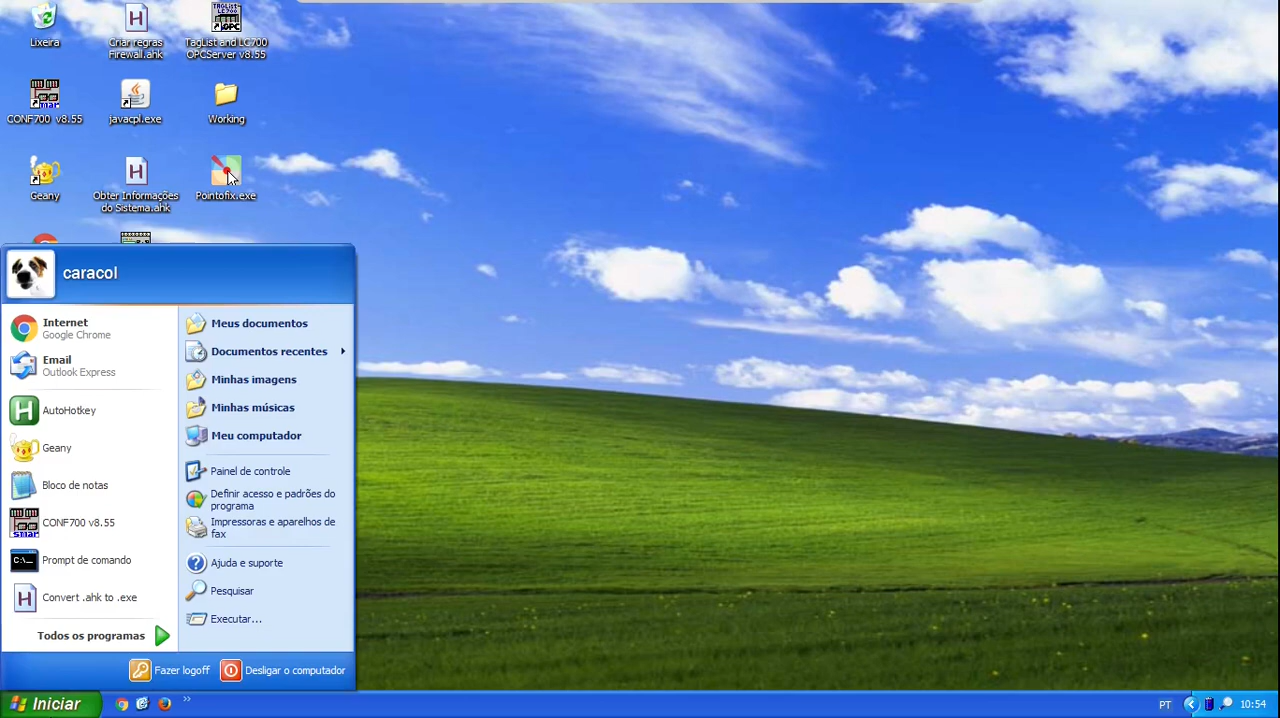 Lixeira
Criar regras
Firewall.ahk
TagList and LC700
OPCServer v8.55
CONF700 v8.55
javacpl.exe
Working
Geany
Obter Informações
do Sistema.ahk
Pointofix.exe
caracol
Internet
Google Chrome
Email
Outlook Express
AutoHotkey
Geany
Bloco de notas
CONF700 v8.55
Prompt de comando
Convert .ahk to .exe
Todos os programas
Meus documentos
Documentos recentes
Minhas imagens
Minhas músicas
Meu computador
Painel de controle
Definir acesso e padrões do
programa
Impressoras e aparelhos de
fax
Ajuda e suporte
Pesquisar
Executar...
Fazer logoff
Desligar o computador
Iniciar
PT
10:54